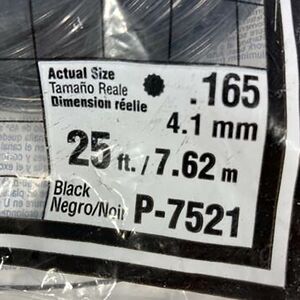 Actual Size
Tamaño Reale
Dimension réelle
.165
4.1 mm
25 ft. / 7.62 m
Black
Negro/Noir
P-7521